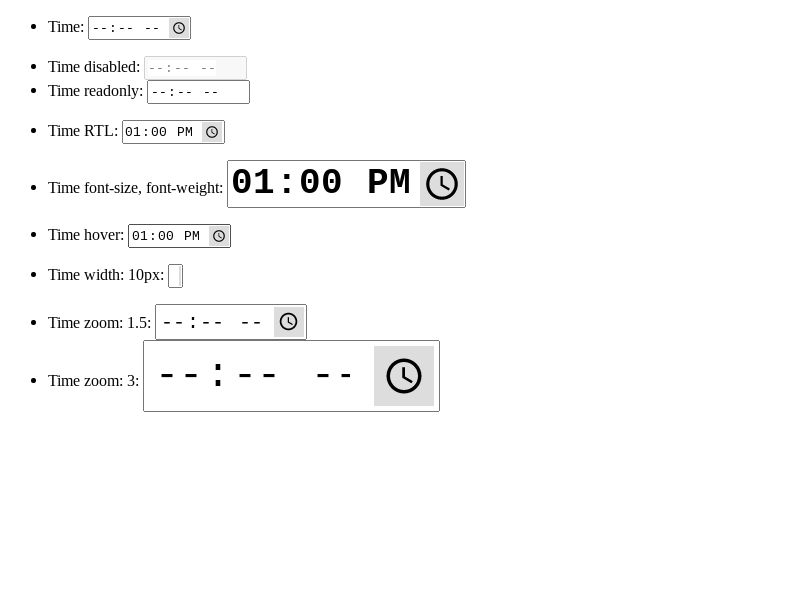 Time: --:-- --
Time disabled: --:-- --
Time readonly: --:-- --
Time RTL: 01:00 PM
Time font-size, font-weight: 01:00 PM
Time hover: 01:00 PM
Time width: 10px:
Time zoom: 1.5: --:-- --
Time zoom: 3: --:-- --